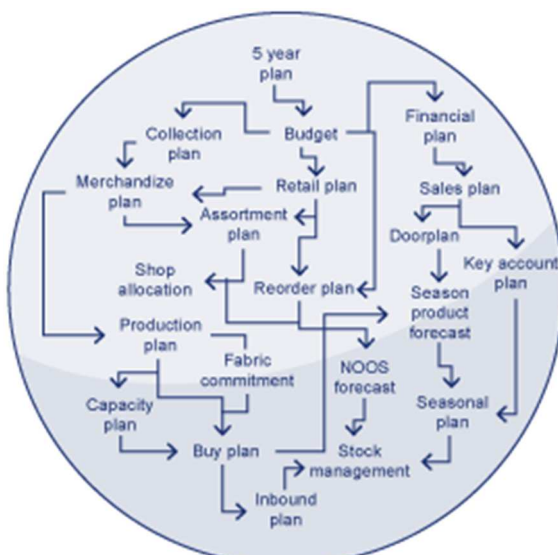 5 year
plan
Collection
plan
Budget
Financial
plan
Merchandize
plan
Retail plan
Sales plan
Assortment
plan
Doorplan
Key account
plan
Shop
allocation
Reorder plan
Season
product
forecast
Production
plan
Fabric
commitment
NOOS
forecast
Capacity
plan
Seasonal
plan
Buy plan
Stock
management
Inbound
plan